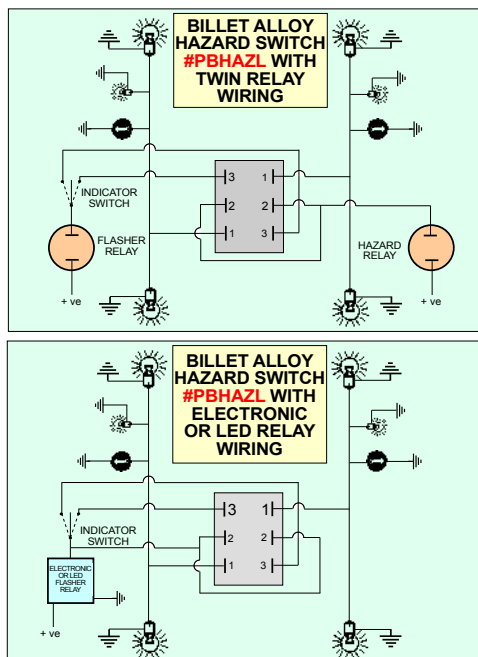 BILLET ALLOY
HAZARD SWITCH
#PBHAZL WITH
TWIN RELAY
WIRING
3 1
2 2
1 3
INDICATOR
SWITCH
FLASHER
RELAY
HAZARD
RELAY
+ ve
+ ve
BILLET ALLOY
HAZARD SWITCH
#PBHAZL WITH
ELECTRONIC
OR LED RELAY
WIRING
3 1
2 2
1 3
INDICATOR
SWITCH
ELECTRONIC
OR LED
FLASHER
RELAY
+ ve